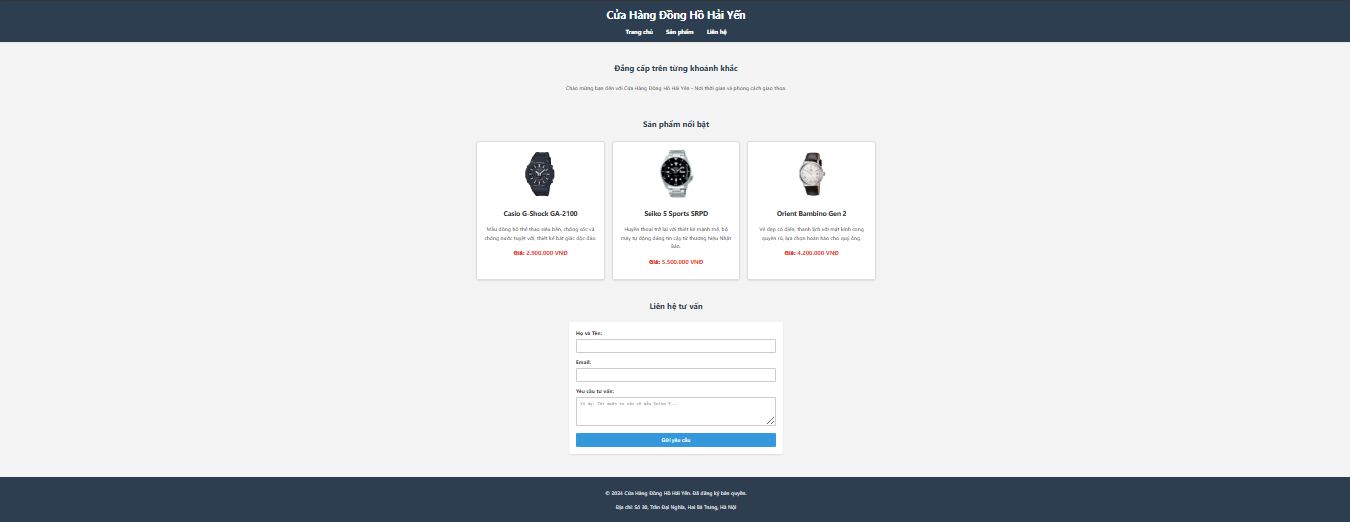 Cửa Hàng Đồng Hồ Hải Yến
Trang chủ Sản phẩm Liên hệ
Đẳng cấp trên từng khoảnh khắc
Chào mừng bạn đến với Cửa Hàng Đồng Hồ Hải Yến - Nơi thời gian và phong cách giao thoa.
Sản phẩm nổi bật
Casio G-Shock GA-2100
Mẫu đồng hồ thể thao siêu bền, chống sốc và
chống nước tuyệt vời, thiết kế bát giác độc đáo.
Giá: 2.900.000 VNĐ
Seiko 5 Sports SRPD
Huyền thoại trở lại với thiết kế mạnh mẽ, bộ
máy tự động đáng tin cậy từ thương hiệu Nhật
Bản.
Giá: 5.500.000 VNĐ
Orient Bambino Gen 2
Vẻ đẹp cổ điển, thanh lịch với mặt kính cong
quyến rũ, lựa chọn hoàn hảo cho quý ông.
Giá: 4.200.000 VNĐ
Liên hệ tư vấn
Họ và Tên:
Email:
Yêu cầu tư vấn:
Ví dụ: Tôi muốn tư vấn về mẫu Seiko 5...
Gửi yêu cầu
© 2024 Cửa Hàng Đồng Hồ Hải Yến. Đã đăng ký bản quyền.
Địa chỉ: Số 30, Trần Đại Nghĩa, Hai Bà Trưng, Hà Nội